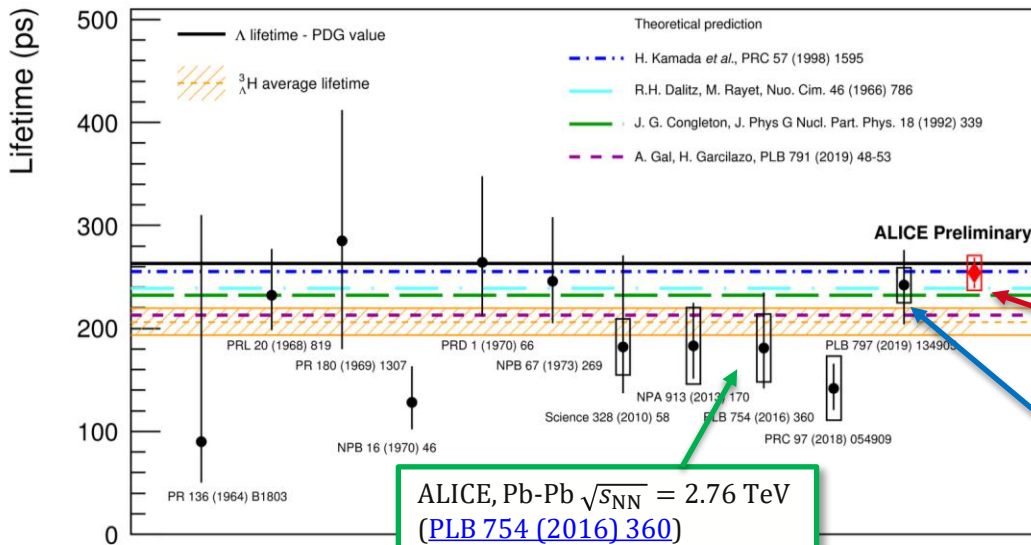 Lifetime (ps)
500
400
300
200
100
0
Λ lifetime - PDG value
³ΛH average lifetime
Theoretical prediction
H. Kamada et al., PRC 57 (1998) 1595
R.H. Dalitz, M. Rayet, Nuo. Cim. 46 (1966) 786
J. G. Congleton, J. Phys G Nucl. Part. Phys. 18 (1992) 339
A. Gal, H. Garcilazo, PLB 791 (2019) 48-53
ALICE Preliminary
PRL 20 (1968) 819
PRD 1 (1970) 66
PLB 797 (2019) 134905
PR 180 (1969) 1307
NPB 67 (1973) 269
NPA 913 (2013) 170
Science 328 (2010) 58
PLB 754 (2016) 360
NPB 16 (1970) 46
PRC 97 (2018) 054909
PR 136 (1964) B1803
ALICE, Pb-Pb √sNN = 2.76 TeV
(PLB 754 (2016) 360)